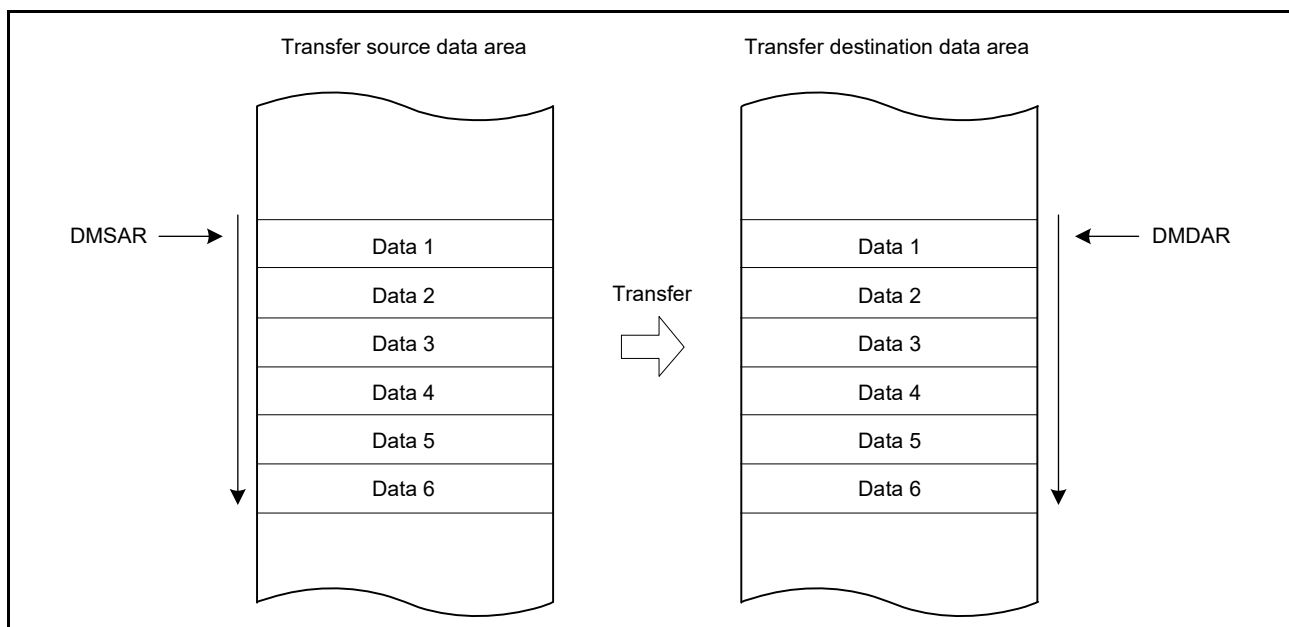 Transfer source data area
Transfer destination data area
DMSAR
Data 1
Data 2
Data 3
Data 4
Data 5
Data 6
Transfer
Data 1
Data 2
Data 3
Data 4
Data 5
Data 6
DMDAR